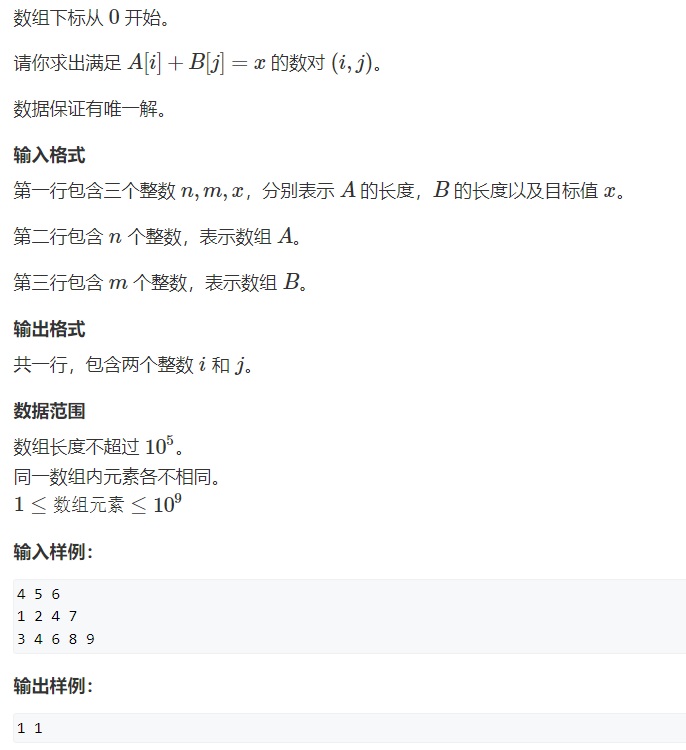 数组下标从 0 开始。
请你求出满足 A[i] + B[j] = x 的数对 (i, j)。
数据保证有唯一解。
输入格式
第一行包含三个整数 n, m, x，分别表示 A 的长度，B 的长度以及目标值 x。
第二行包含 n 个整数，表示数组 A。
第三行包含 m 个整数，表示数组 B。
输出格式
共一行，包含两个整数 i 和 j。
数据范围
数组长度不超过 10⁵。
同一数组内元素各不相同。
1 ≤ 数组元素 ≤ 10⁹
输入样例：
4 5 6
1 2 4 7
3 4 6 8 9
输出样例：
1 1